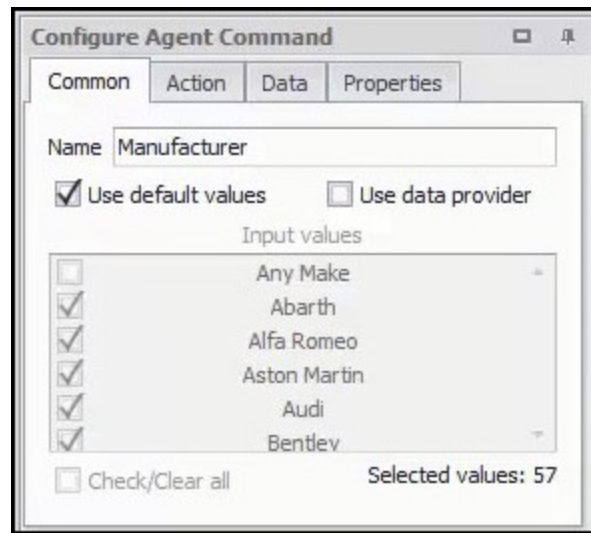 Configure Agent Command
Common Action Data Properties
Name Manufacturer
Use default values Use data provider
Input values
Any Make
Abarth
Alfa Romeo
Aston Martin
Audi
Bentley
Check/Clear all Selected values: 57